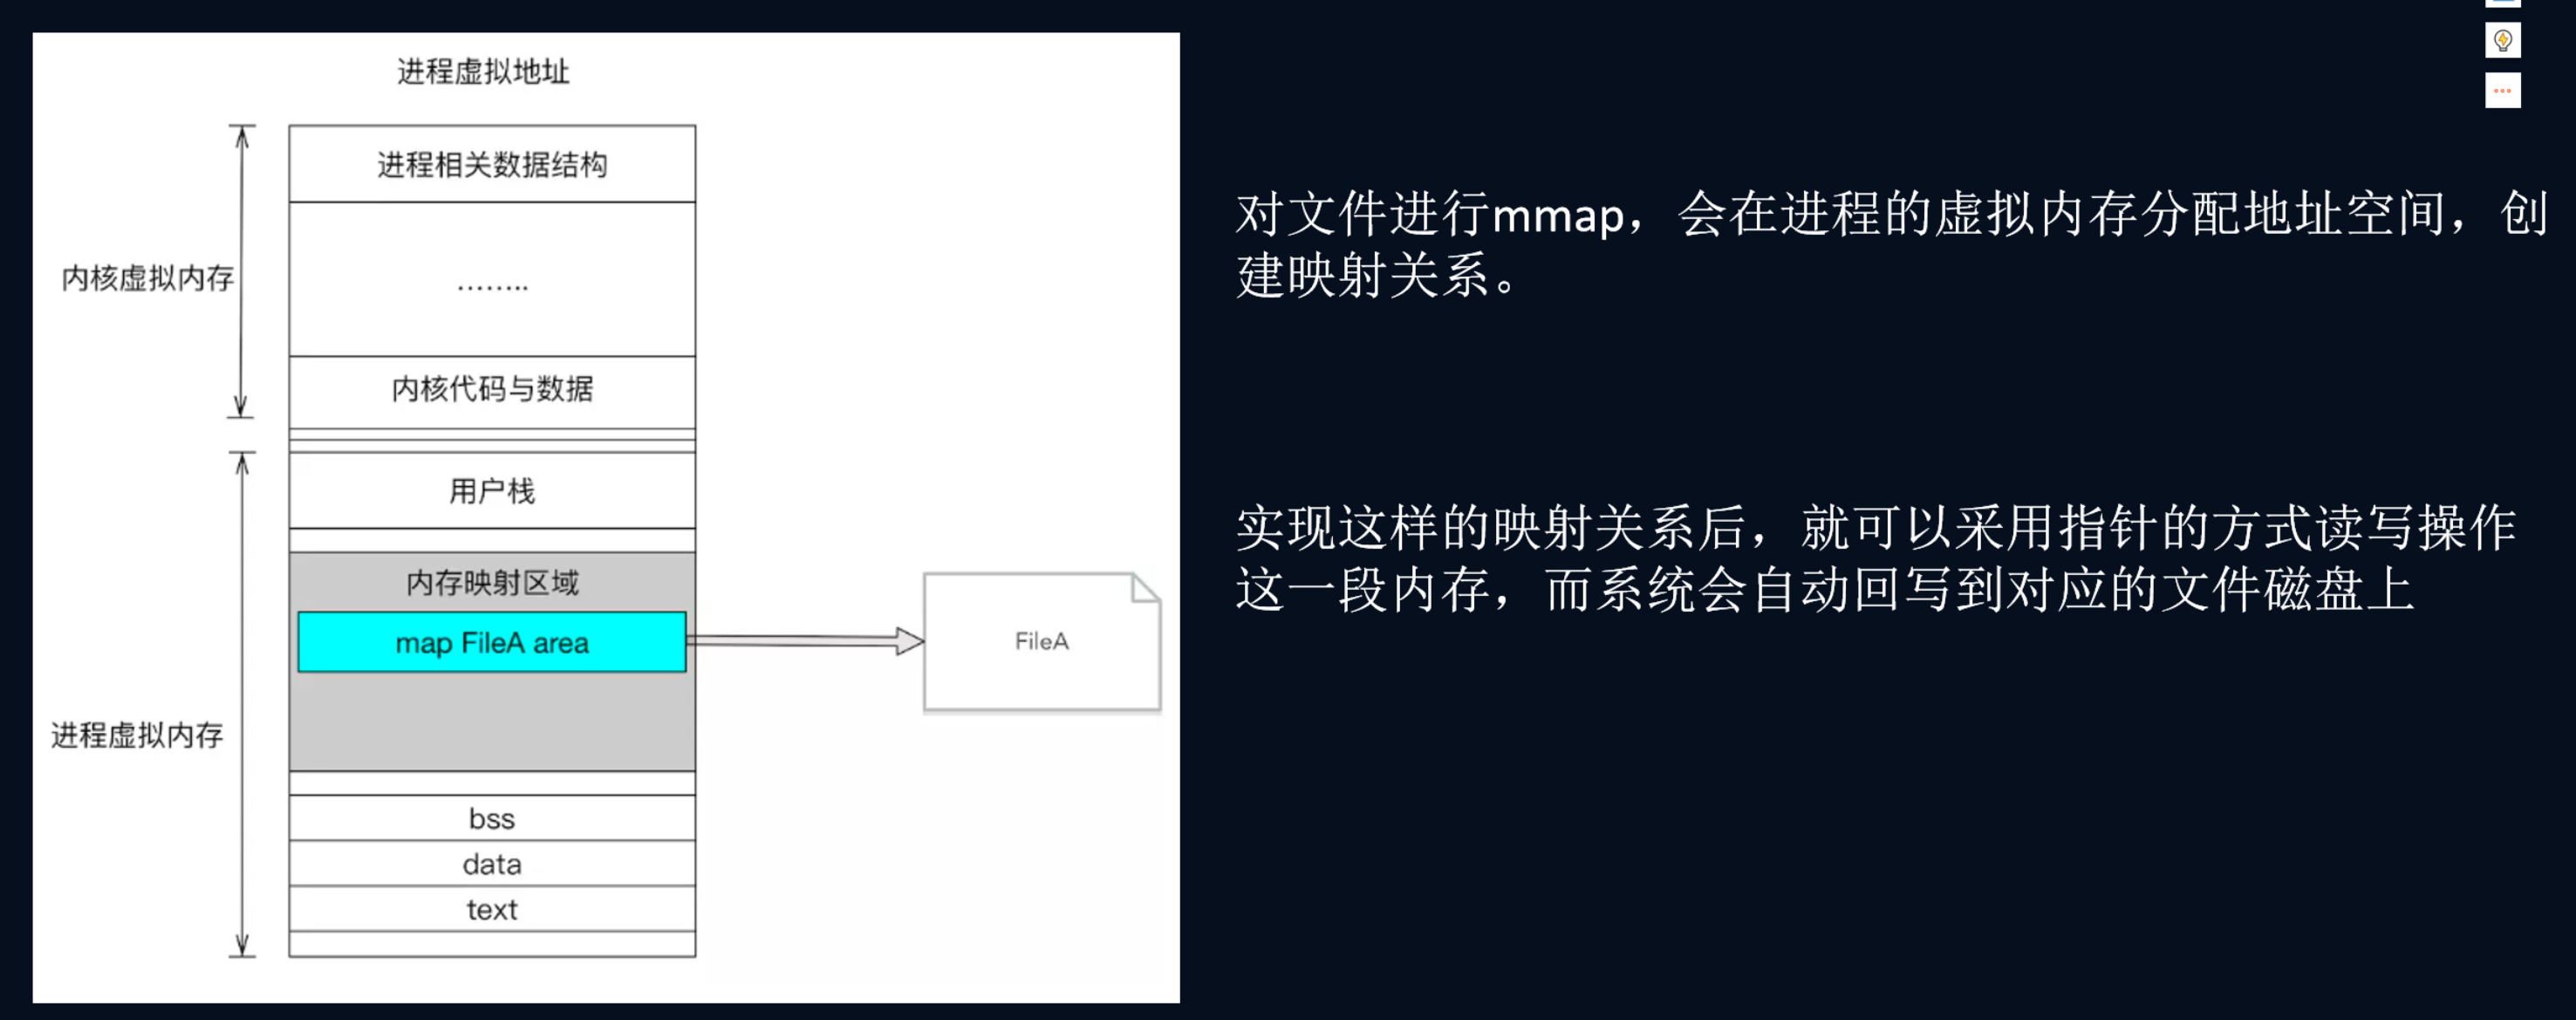 进程虚拟地址
进程相关数据结构
内核虚拟内存
........
内核代码与数据
用户栈
内存映射区域
map FileA area
FileA
进程虚拟内存
bss
data
text
对文件进行mmap，会在进程的虚拟内存分配地址空间，创
建映射关系。
实现这样的映射关系后，就可以采用指针的方式读写操作
这一段内存，而系统会自动回写到对应的文件磁盘上